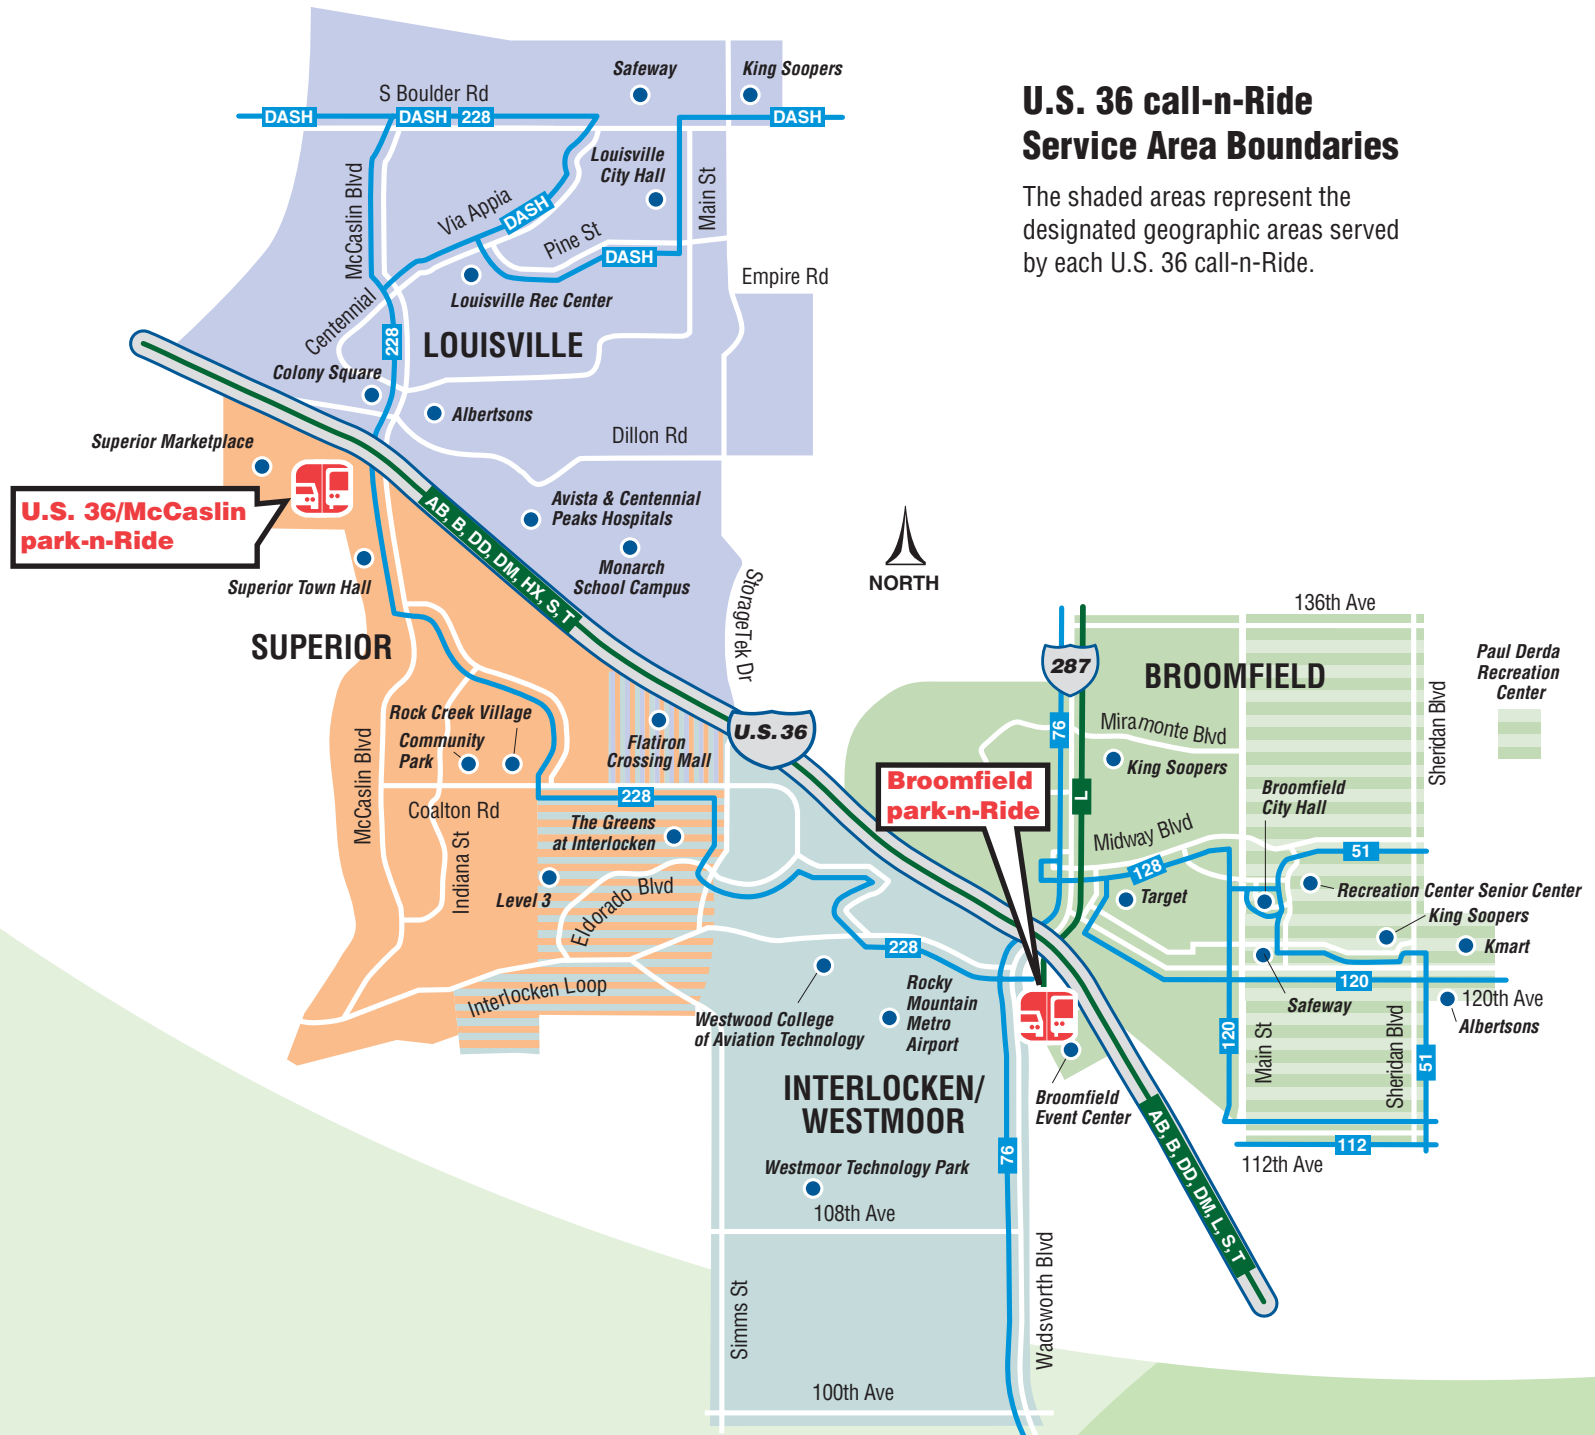 U.S. 36 call-n-Ride
Service Area Boundaries
The shaded areas represent the
designated geographic areas served
by each U.S. 36 call-n-Ride.
Safeway
King Soopers
S Boulder Rd
DASH
DASH
228
DASH
McCaslin Blvd
Louisville
City Hall
Main St
Via Appia
DASH
Pine St
DASH
Empire Rd
Louisville Rec Center
Centennial
228
LOUISVILLE
Colony Square
Albertsons
Dillon Rd
Superior Marketplace
U.S. 36/McCaslin
park-n-Ride
AB, B, DD, DM, HX, S, T
Avista & Centennial
Peaks Hospitals
Monarch
School Campus
Superior Town Hall
SUPERIOR
StorageTek Dr
NORTH
136th Ave
287
BROOMFIELD
Paul Derda
Recreation
Center
Sheridan Blvd
Rock Creek Village
Community
Park
McCaslin Blvd
Flatiron
Crossing Mall
U.S. 36
76
Miramonte Blvd
King Soopers
L
Broomfield
park-n-Ride
Broomfield
City Hall
228
Coalton Rd
Indiana St
The Greens
at Interlocken
Midway Blvd
128
51
Level 3
Eldorado Blvd
Target
Recreation Center Senior Center
King Soopers
Kmart
228
Interlocken Loop
Westwood College
of Aviation Technology
Rocky
Mountain
Metro
Airport
120
Safeway
120th Ave
Albertsons
120
Main St
Sheridan Blvd
51
INTERLOCKEN/
WESTMOOR
Broomfield
Event Center
AB, B, DD, DM, L, S, T
76
112
112th Ave
Westmoor Technology Park
108th Ave
Simms St
Wadsworth Blvd
100th Ave